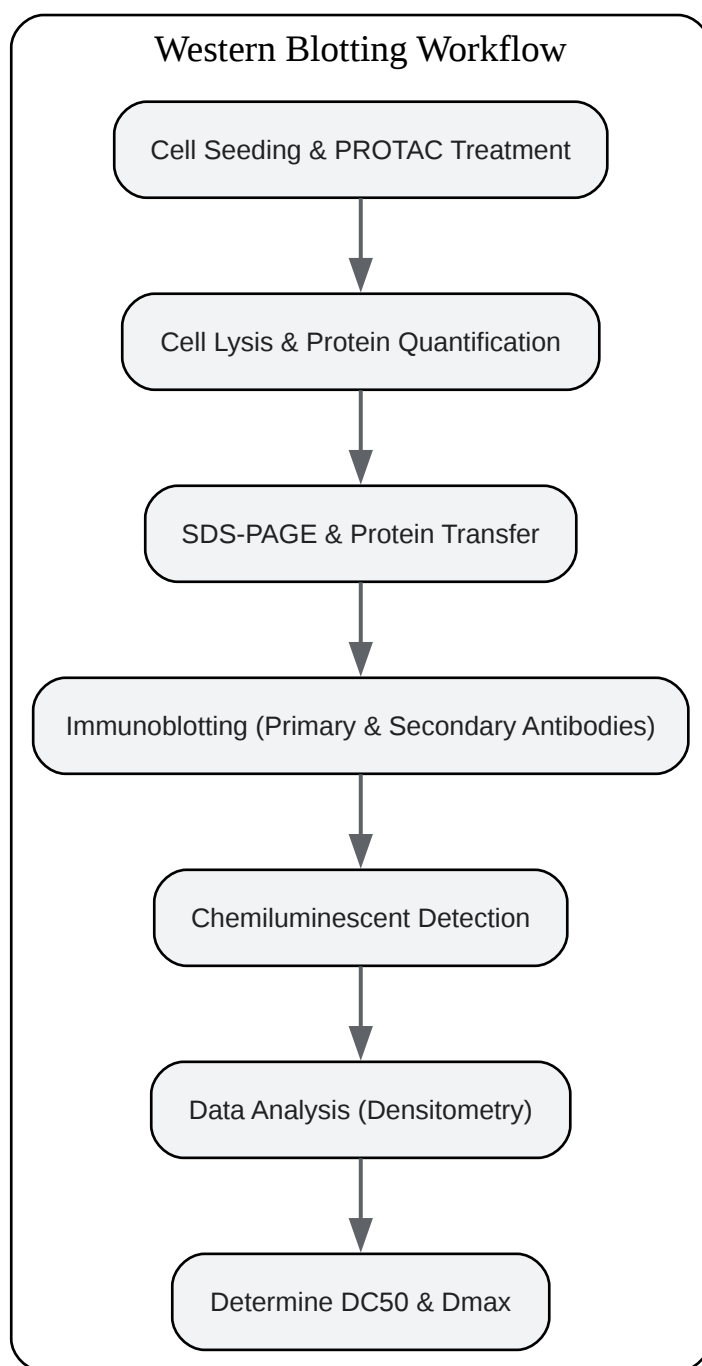 Western Blotting Workflow
Cell Seeding & PROTAC Treatment
Cell Lysis & Protein Quantification
SDS-PAGE & Protein Transfer
Immunoblotting (Primary & Secondary Antibodies)
Chemiluminescent Detection
Data Analysis (Densitometry)
Determine DC50 & Dmax